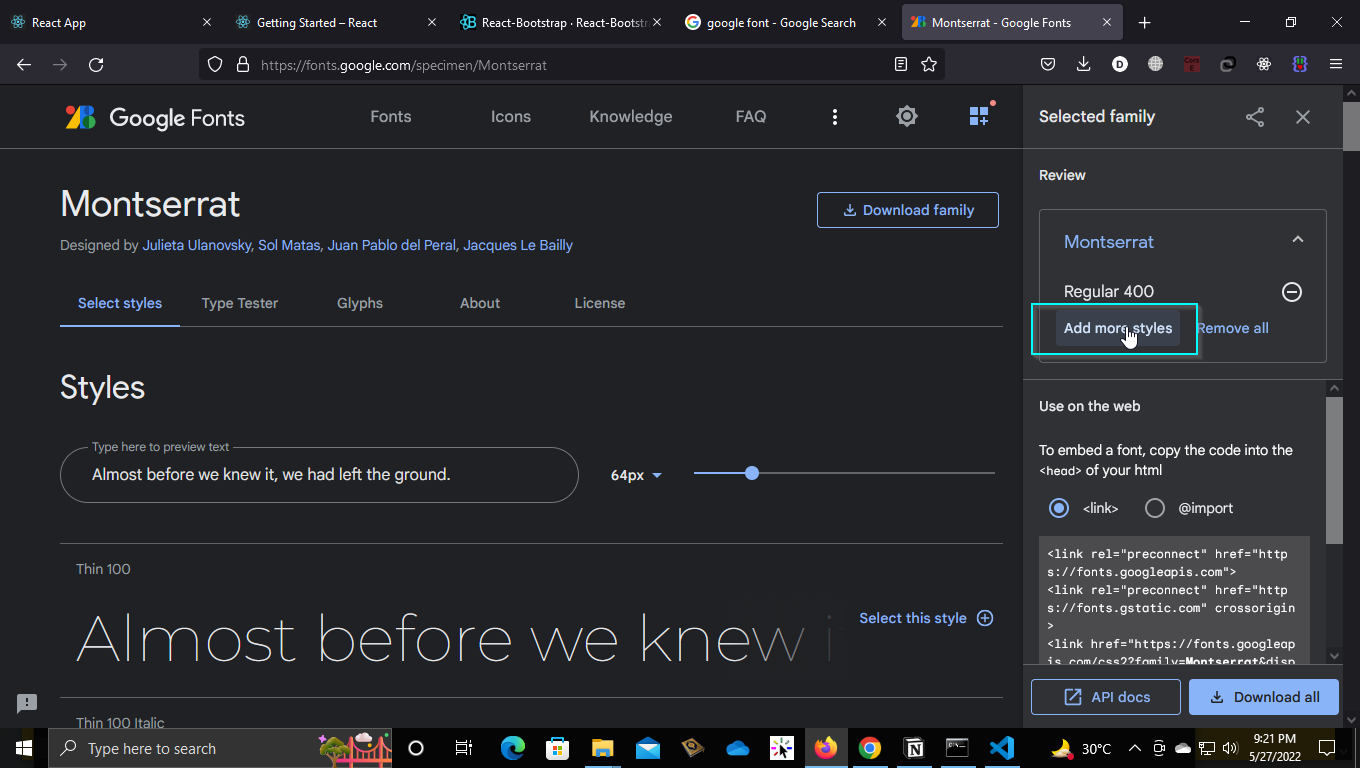 React App
Getting Started – React
React-Bootstrap · React-Bootstr
google font - Google Search
Montserrat - Google Fonts
https://fonts.google.com/specimen/Montserrat
Google Fonts
Fonts
Icons
Knowledge
FAQ
Selected family
Review
Montserrat
Download family
Designed by Julieta Ulanovsky, Sol Matas, Juan Pablo del Peral, Jacques Le Bailly
Montserrat
Regular 400
Add more styles
Remove all
Select styles
Type Tester
Glyphs
About
License
Styles
Type here to preview text
Almost before we knew it, we had left the ground.
64px
Use on the web
To embed a font, copy the code into the
<head> of your html
<link>
@import
<link rel="preconnect" href="http
s://fonts.googleapis.com">
<link rel="preconnect" href="http
s://fonts.gstatic.com" crossorigin
>
<link href="https://fonts.googleap
is.com/css2?family=Montserrat&disp
Thin 100
Almost before we knew i
Select this style
Thin 100 Italic
API docs
Download all
Type here to search
30°C
9:21 PM
5/27/2022